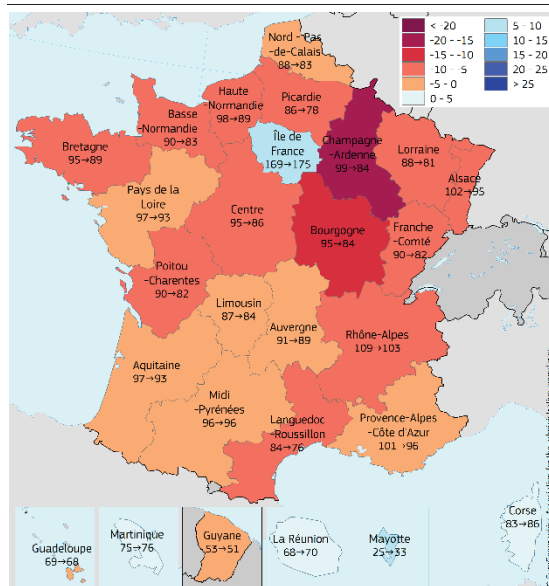 < -20
-20 - -15
-15 - -10
10 5
-5 - 0
0 - 5
5 - 10
10 - 15
15 - 20
20 - 25
> 25
Nord - Pas
-de-Calais
88→83
Haute
-Normandie
98→89
Picardie
86→78
Basse
-Normandie
90→83
Île de
France
169→175
Champagne
-Ardenne
99→84
Lorraine
88→81
Alsace
102→95
Bretagne
95→89
Pays de la
Loire
97→93
Centre
95→86
Bourgogne
95→84
Franche
-Comté
90→82
Poitou
-Charentes
90→82
Limousin
87→84
Auvergne
91→89
Rhône-Alpes
109→103
Aquitaine
97→93
Midi
-Pyrénées
96→96
Languedoc
-Roussillon
84→76
Provence-Alpes
-Côte d'Azur
101→96
Guadeloupe
69→68
Martinique
75→76
Guyane
53→51
La Réunion
68→70
Mayotte
25→33
Corse
83→86